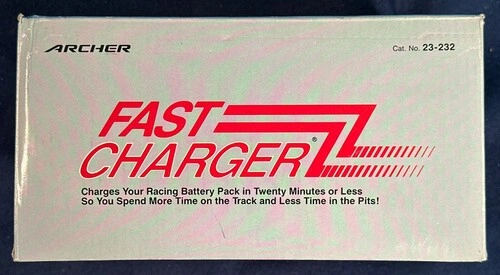 ARCHER
Cat. No. 23-232
FAST
CHARGER®
Charges Your Racing Battery Pack in Twenty Minutes or Less
So You Spend More Time on the Track and Less Time in the Pits!